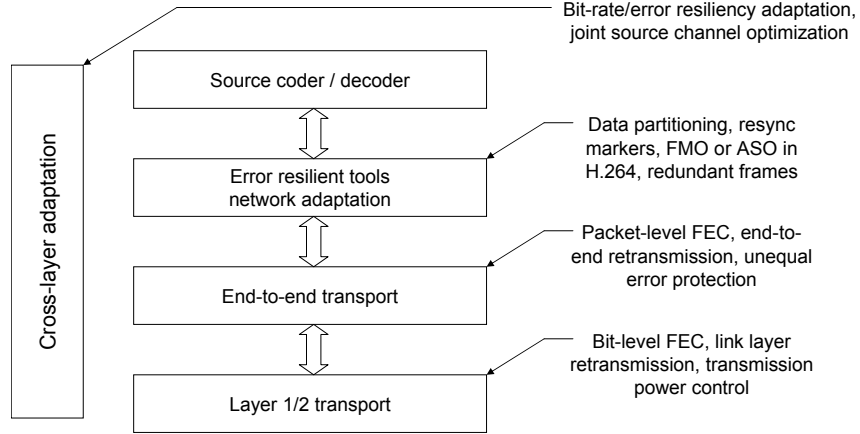 Bit-rate/error resiliency adaptation,
joint source channel optimization
Cross-layer adaptation
Source coder / decoder
Data partitioning, resync
markers, FMO or ASO in
H.264, redundant frames
Error resilient tools
network adaptation
Packet-level FEC, end-to-
end retransmission, unequal
error protection
End-to-end transport
Bit-level FEC, link layer
retransmission, transmission
power control
Layer 1/2 transport